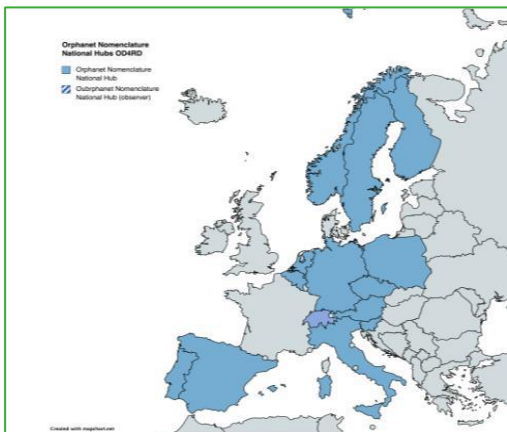 Orphanet Nomenclature
National Hubs OD4RD
Orphanet Nomenclature
National Hub
Oubrphanet Nomenclature
National Hub (observer)
Created with mapchart.net